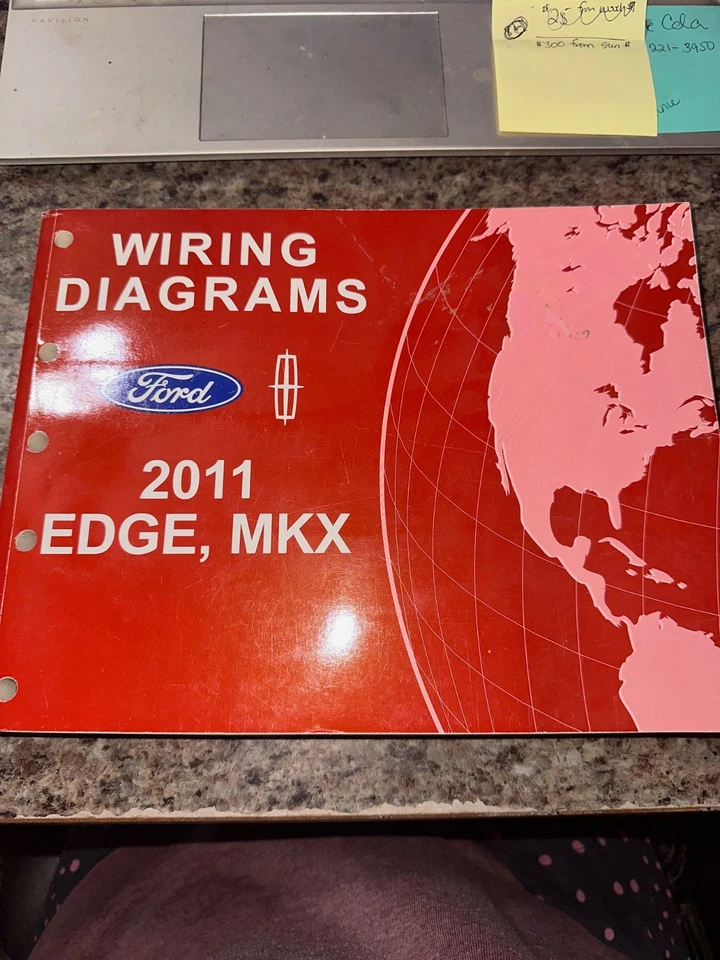 PAVILION
$300 from
Cola
221-3950
WIRING
DIAGRAMS
Ford
2011
EDGE, MKX